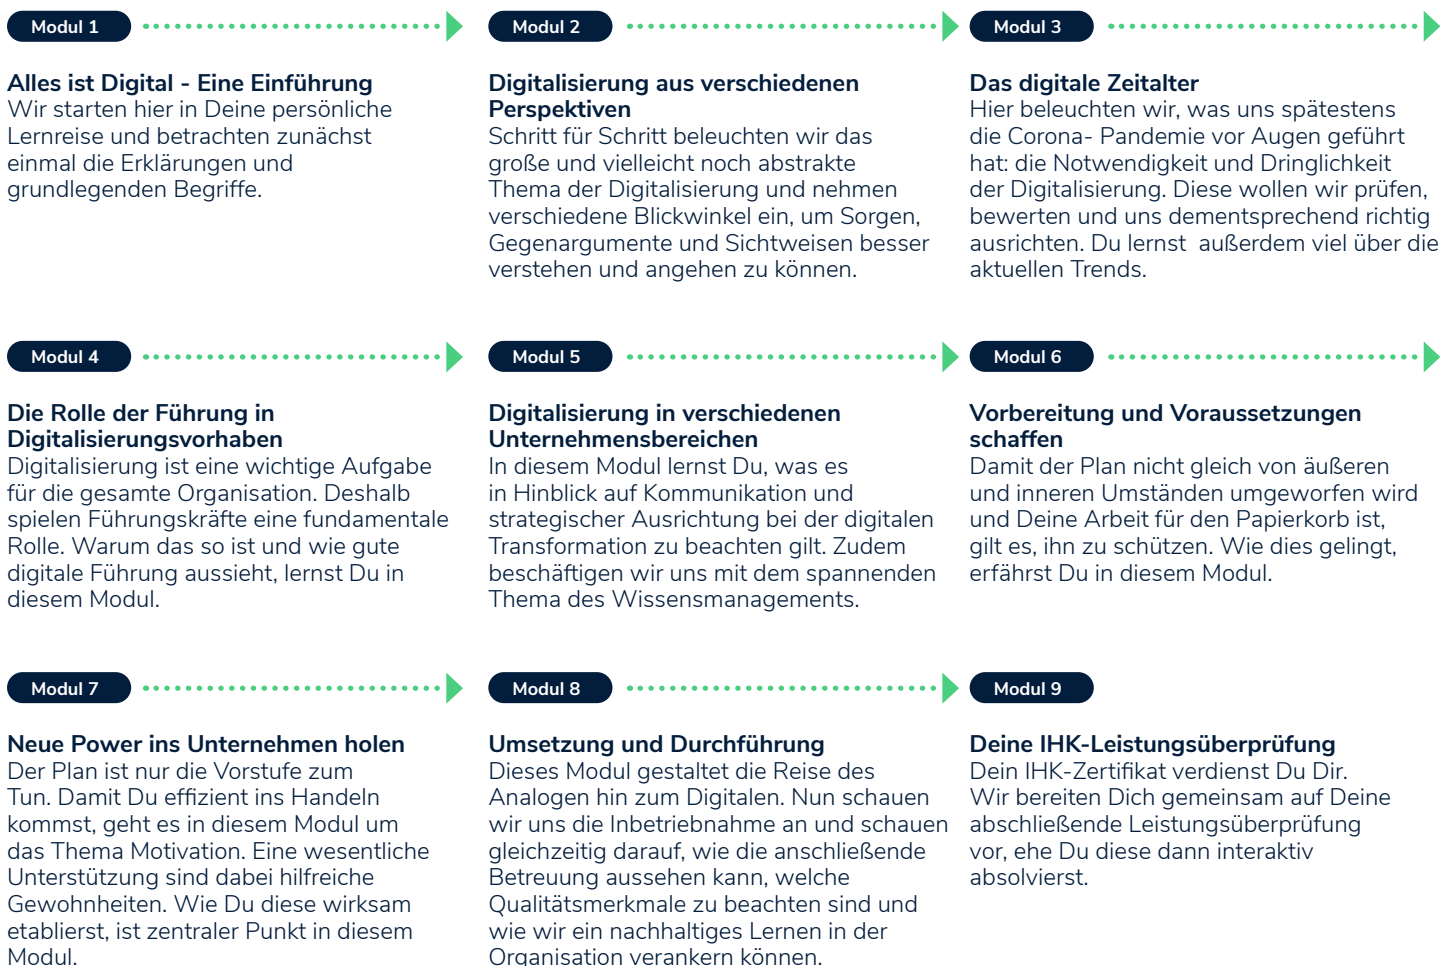 Modul 1
Alles ist Digital - Eine Einführung
Wir starten hier in Deine persönliche
Lernreise und betrachten zunächst
einmal die Erklärungen und
grundlegenden Begriffe.
Modul 2
Digitalisierung aus verschiedenen
Perspektiven
Schritt für Schritt beleuchten wir das
große und vielleicht noch abstrakte
Thema der Digitalisierung und nehmen
verschiedene Blickwinkel ein, um Sorgen,
Gegenargumente und Sichtweisen besser
verstehen und angehen zu können.
Modul 3
Das digitale Zeitalter
Hier beleuchten wir, was uns spätestens
die Corona- Pandemie vor Augen geführt
hat: die Notwendigkeit und Dringlichkeit
der Digitalisierung. Diese wollen wir prüfen,
bewerten und uns dementsprechend richtig
ausrichten. Du lernst  außerdem viel über die
aktuellen Trends.
Modul 4
Die Rolle der Führung in
Digitalisierungsvorhaben
Digitalisierung ist eine wichtige Aufgabe
für die gesamte Organisation. Deshalb
spielen Führungskräfte eine fundamentale
Rolle. Warum das so ist und wie gute
digitale Führung aussieht, lernst Du in
diesem Modul.
Modul 5
Digitalisierung in verschiedenen
Unternehmensbereichen
In diesem Modul lernst Du, was es
in Hinblick auf Kommunikation und
strategischer Ausrichtung bei der digitalen
Transformation zu beachten gilt. Zudem
beschäftigen wir uns mit dem spannenden
Thema des Wissensmanagements.
Modul 6
Vorbereitung und Voraussetzungen
schaffen
Damit der Plan nicht gleich von äußeren
und inneren Umständen umgeworfen wird
und Deine Arbeit für den Papierkorb ist,
gilt es, ihn zu schützen. Wie dies gelingt,
erfährst Du in diesem Modul.
Modul 7
Neue Power ins Unternehmen holen
Der Plan ist nur die Vorstufe zum
Tun. Damit Du effizient ins Handeln
kommst, geht es in diesem Modul um
das Thema Motivation. Eine wesentliche
Unterstützung sind dabei hilfreiche
Gewohnheiten. Wie Du diese wirksam
etablierst, ist zentraler Punkt in diesem
Modul.
Modul 8
Umsetzung und Durchführung
Dieses Modul gestaltet die Reise des
Analogen hin zum Digitalen. Nun schauen
wir uns die Inbetriebnahme an und schauen
gleichzeitig darauf, wie die anschließende
Betreuung aussehen kann, welche
Qualitätsmerkmale zu beachten sind und
wie wir ein nachhaltiges Lernen in der
Organisation verankern können.
Modul 9
Deine IHK-Leistungsüberprüfung
Dein IHK-Zertifikat verdienst Du Dir.
Wir bereiten Dich gemeinsam auf Deine
abschließende Leistungsüberprüfung
vor, ehe Du diese dann interaktiv
absolvierst.